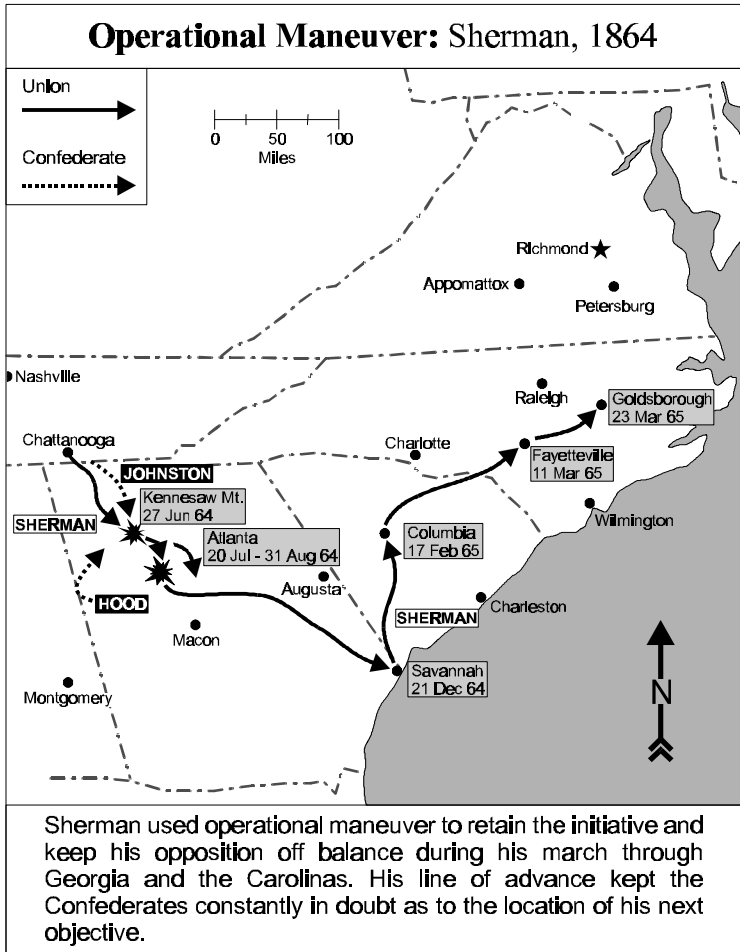 Operational Maneuver: Sherman, 1864
Union
Confederate
0 50 100
Miles
Richmond
Appomattox
Petersburg
Nashville
Raleigh
Goldsborough
23 Mar 65
Chattanooga
Charlotte
Fayetteville
11 Mar 65
JOHNSTON
Kennesaw Mt.
27 Jun 64
SHERMAN
Wilmington
Atlanta
20 Jul - 31 Aug 64
Columbia
17 Feb 65
Augusta
HOOD
Charleston
SHERMAN
Macon
Savannah
21 Dec 64
Montgomery
N
Sherman used operational maneuver to retain the initiative and
keep his opposition off balance during his march through
Georgia and the Carolinas. His line of advance kept the
Confederates constantly in doubt as to the location of his next
objective.